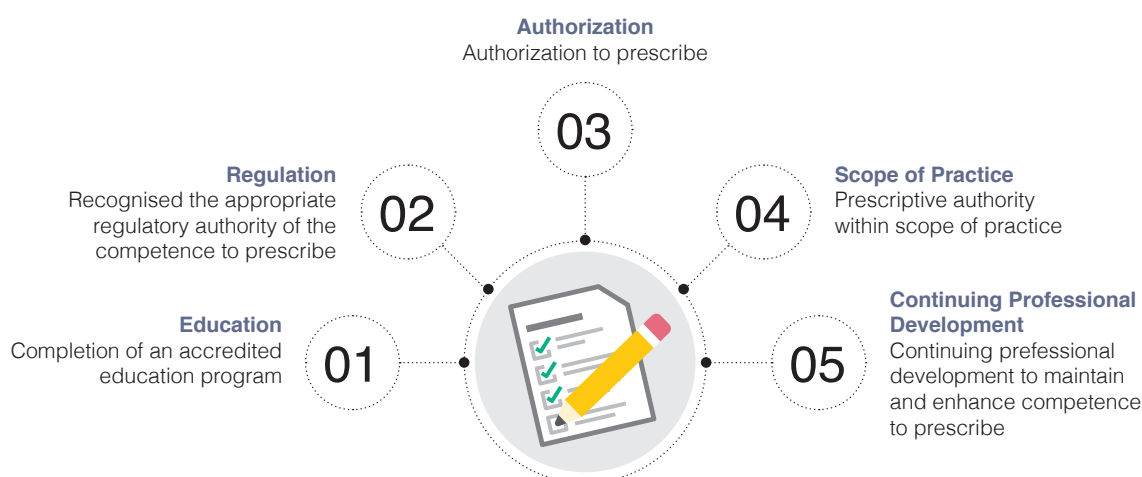 Authorization
Authorization to prescribe
03
Regulation
Recognised the appropriate
regulatory authority of the
competence to prescribe
02
04
Scope of Practice
Prescriptive authority
within scope of practice
Education
Completion of an accredited
education program
01
05
Continuing Professional
Development
Continuing prefessional
development to maintain
and enhance competence
to prescribe